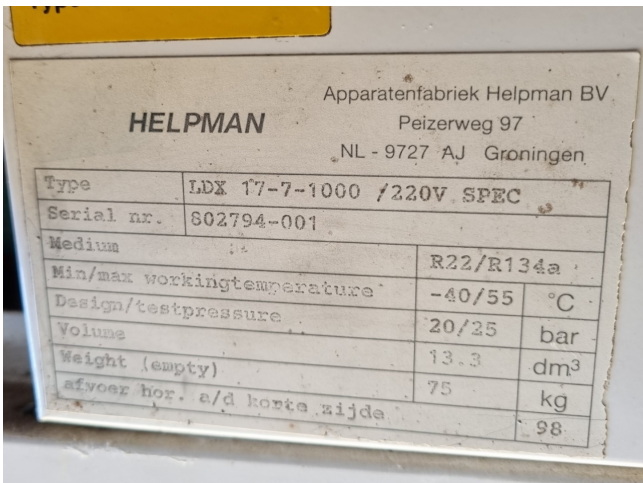 Apparatenfabriek Helpman BV
HELPMAN Peizerweg 97
NL - 9727 AJ Groningen
Type LDX 17-7-1000 /220V SPEC
Serial nr. 802794-001
Medium R22/R134a
Min/max workingtemperature -40/55 °C
Design/testpressure 20/25 bar
Volume 13.3 dm³
Weight (empty) 75 kg
afvoer hor. a/d korte zijde 98